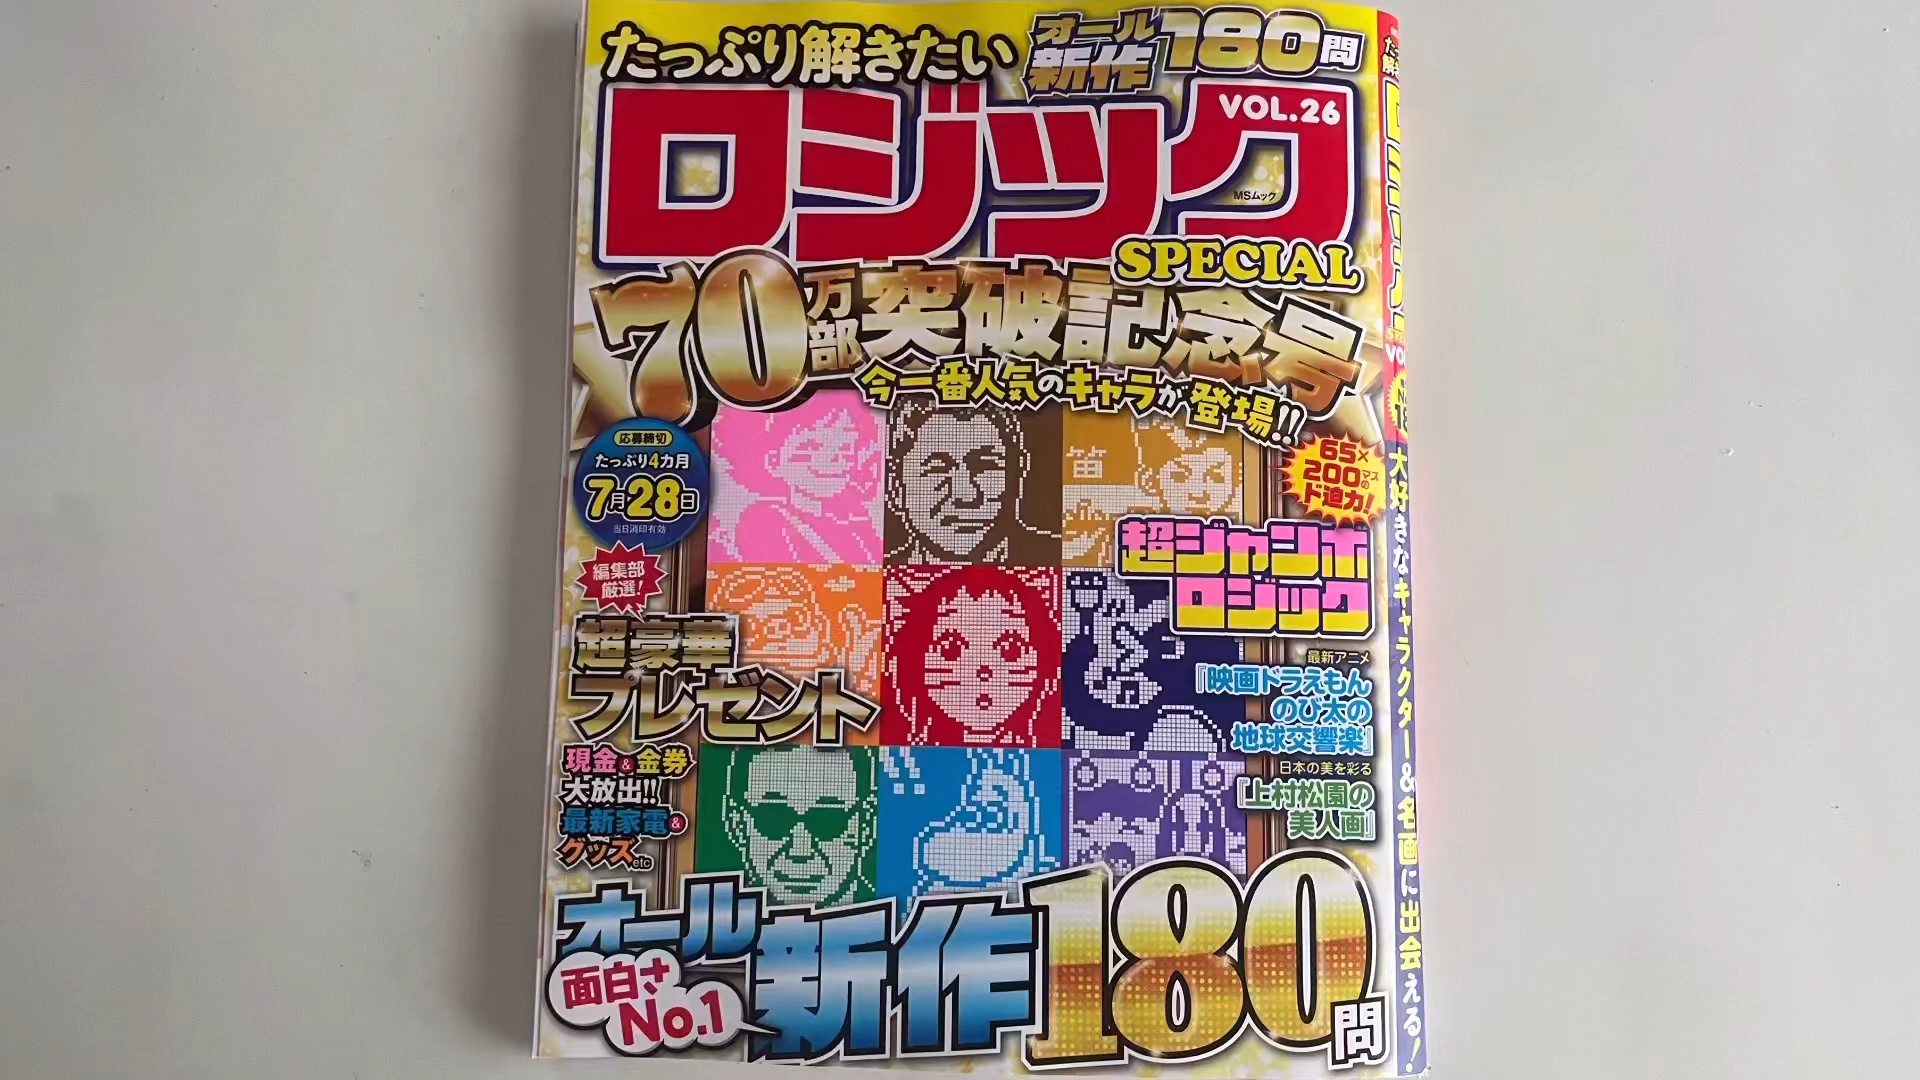 たっぷり解きたい
オール新作180問
ロジック
VOL.26
MSムック
SPECIAL
70万部突破記念号
今一番人気のキャラが登場!!
応募締切
たっぷり4カ月
7月28日
当日消印有効
笛
65×
200マスの
ド迫力!
超ジャンボ
ロジック
編集部
厳選!
超豪華
プレゼント
最新アニメ
『映画ドラえもん
のび太の
地球交響楽』
日本の美を彩る
『上村松園の
美人画』
現金&金券
大放出!!
最新家電&
グッズetc
オール新作180問
面白さ
No.1
大好きなキャラクター&名画に出会える!